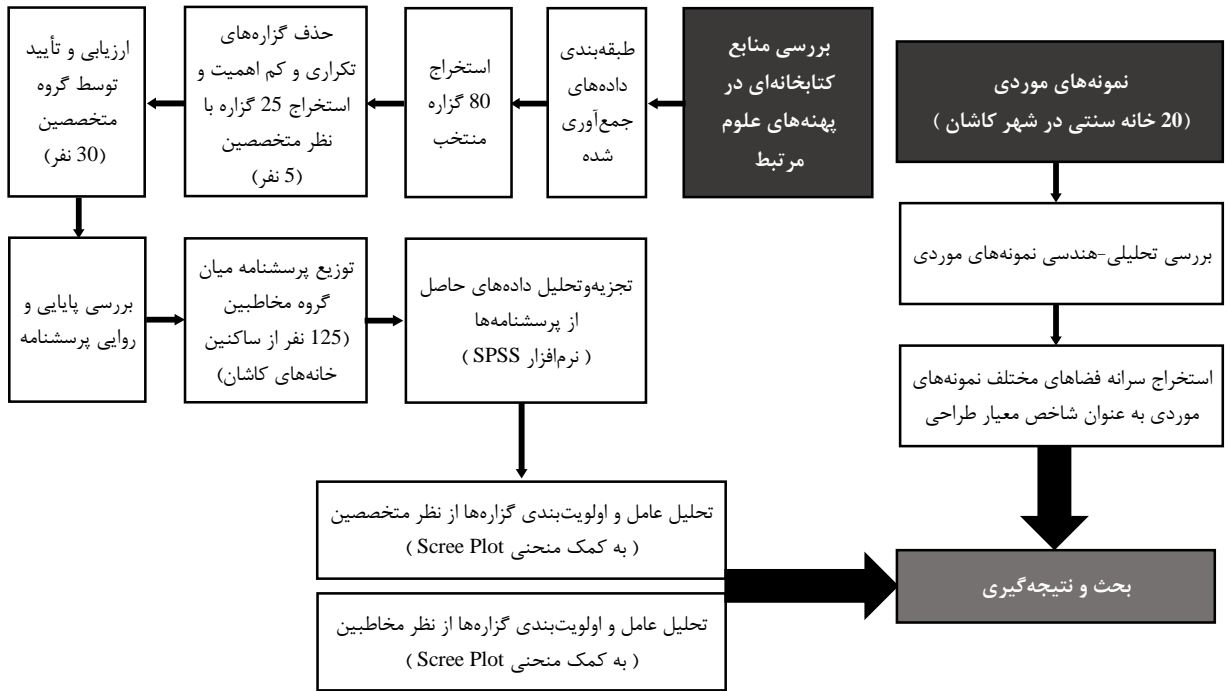 نمونه‌های موردی
(20 خانه سنتی در شهر کاشان )
بررسی تحلیلی-هندسی نمونه‌های موردی
استخراج سرانه فضاهای مختلف نمونه‌های
موردی به عنوان شاخص معیار طراحی
بررسی منابع
کتابخانه‌ای در
پهنه‌های علوم
مرتبط
طبقه‌بندی
داده‌های
جمع‌آوری
شده
استخراج
80 گزاره
منتخب
حذف گزاره‌های
تکراری و کم اهمیت و
استخراج 25 گزاره با
نظر متخصصین
(5 نفر)
ارزیابی و تأیید
توسط گروه
متخصصین
(30 نفر)
بررسی پایایی و
روایی پرسشنامه
توزیع پرسشنامه میان
گروه مخاطبین
(125 نفر از ساکنین
خانه‌های کاشان)
تجزیه‌وتحلیل داده‌های حاصل
از پرسشنامه‌ها
( نرم‌افزار SPSS )
تحلیل عامل و اولویت‌بندی گزاره‌ها از نظر متخصصین
( به کمک منحنی Scree Plot )
تحلیل عامل و اولویت‌بندی گزاره‌ها از نظر مخاطبین
( به کمک منحنی Scree Plot )
بحث و نتیجه‌گیری